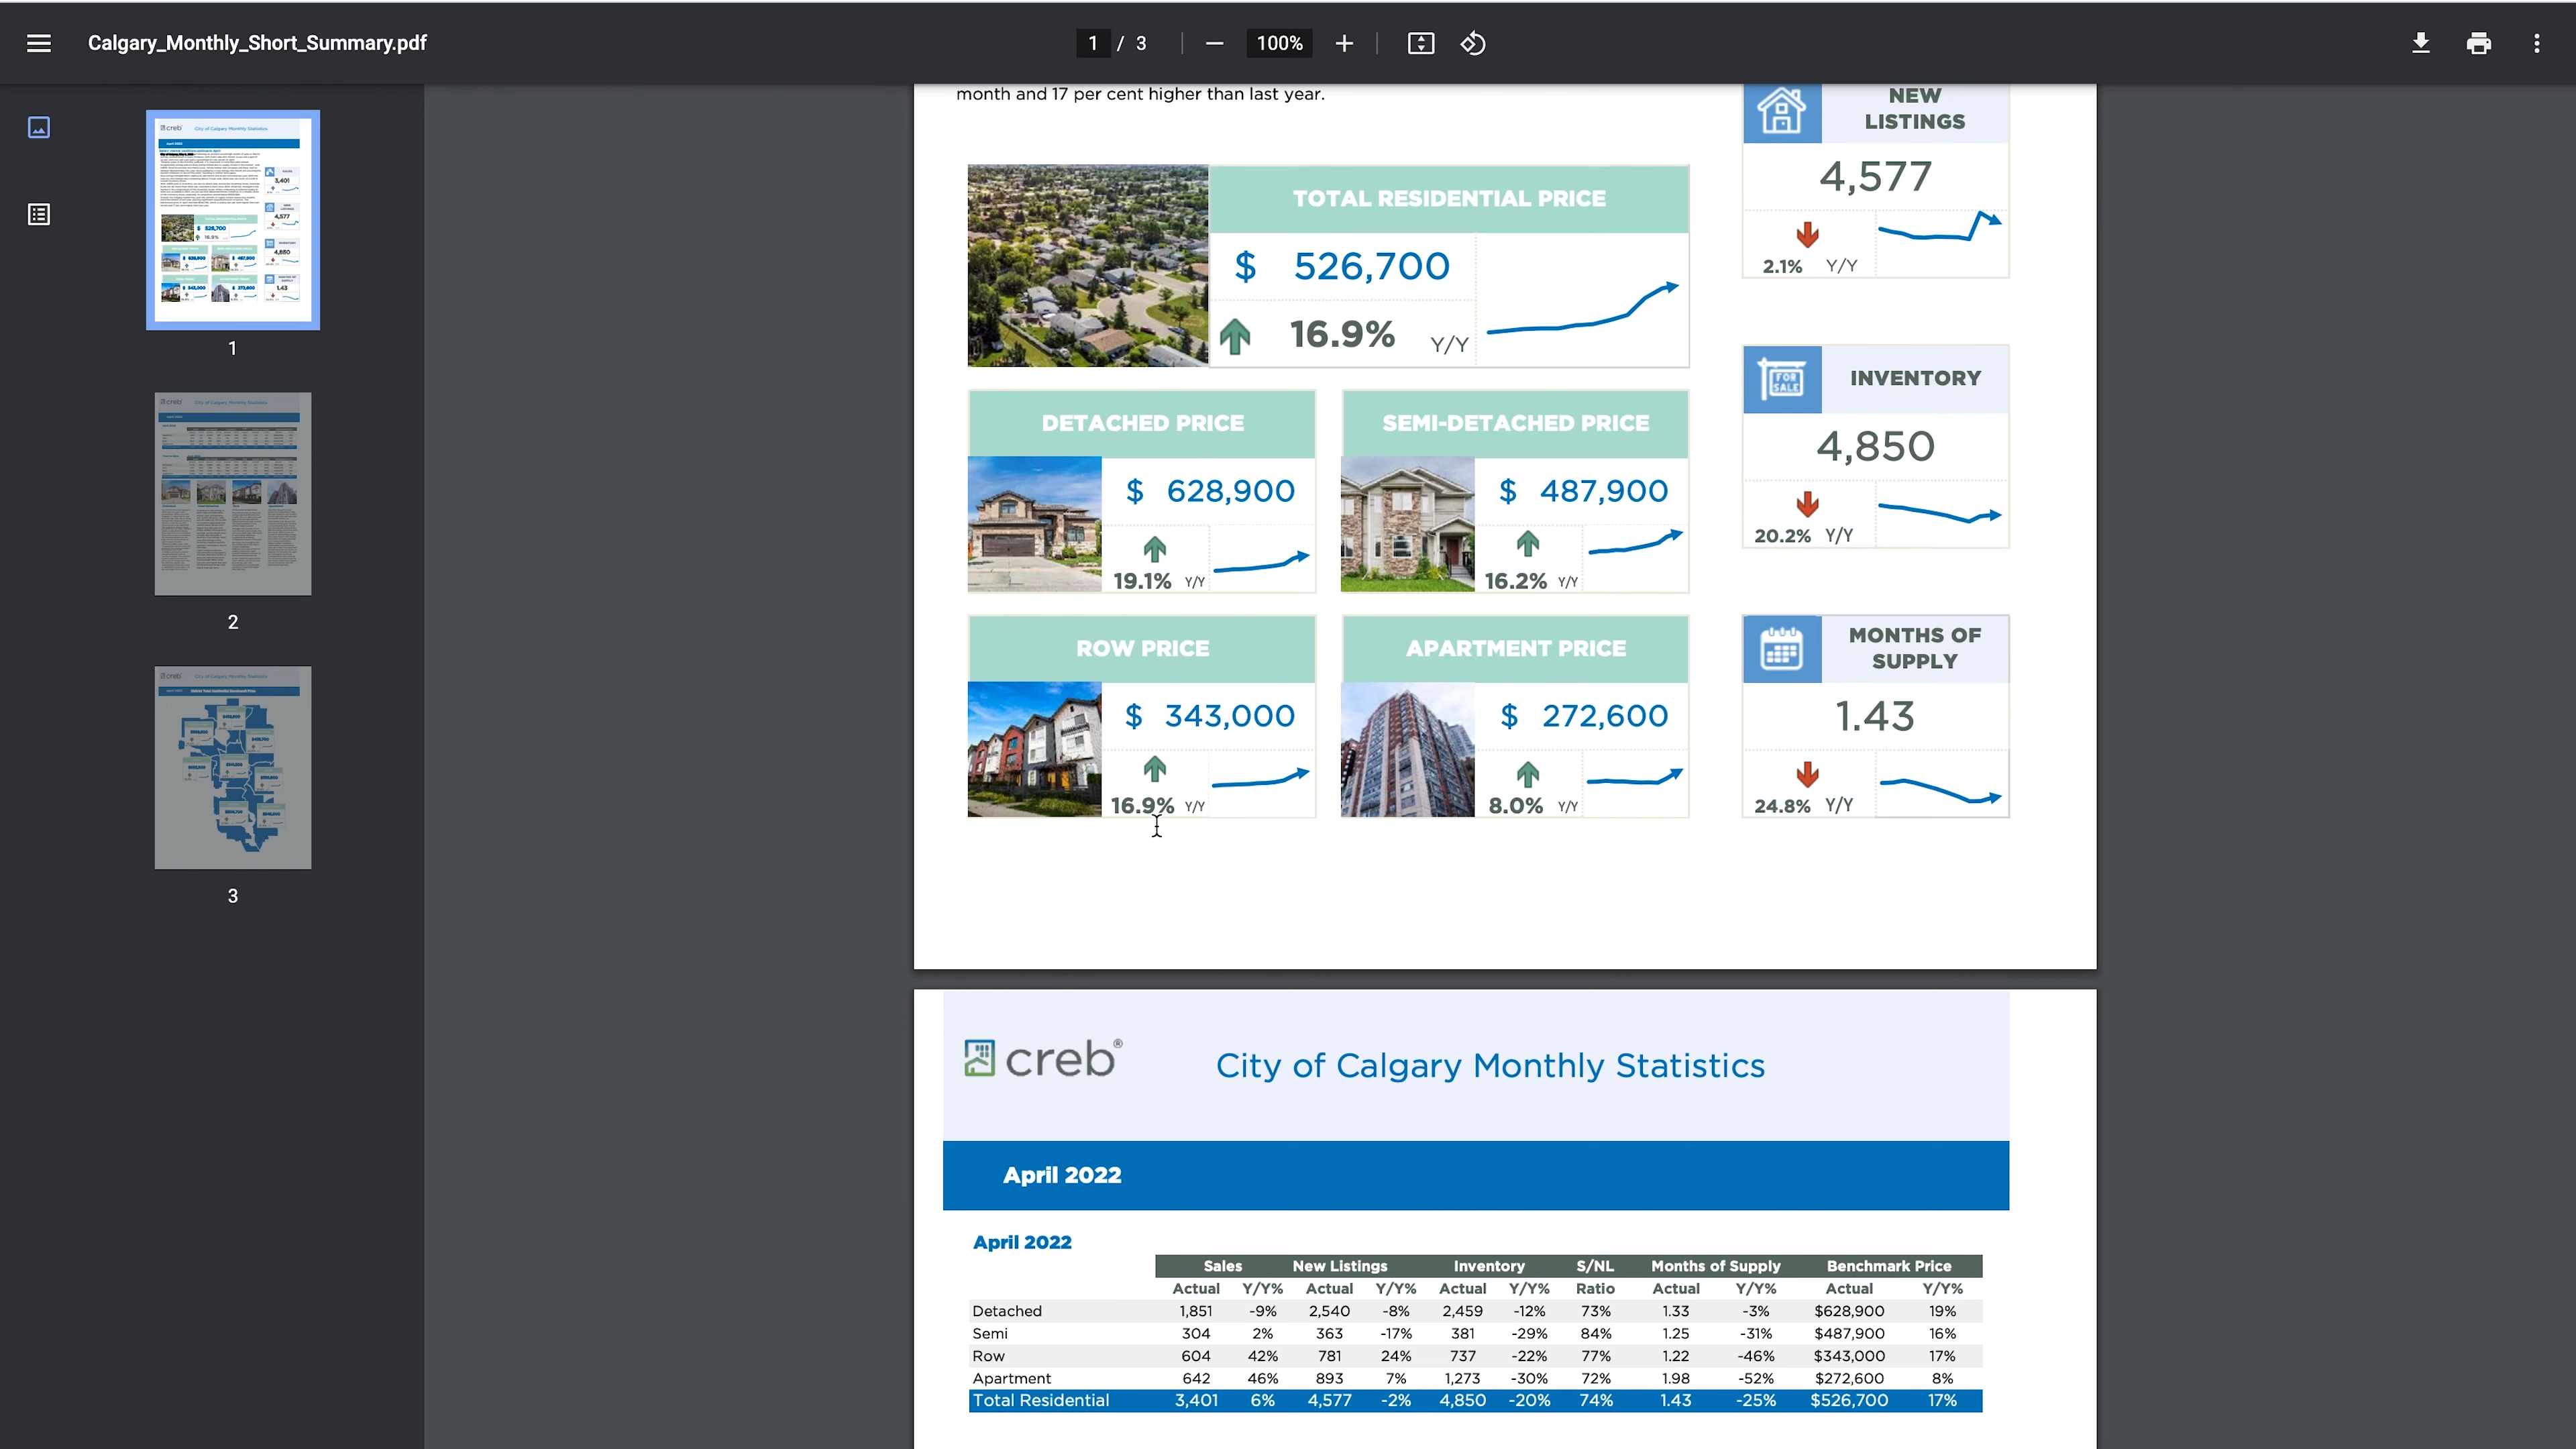 Calgary_Monthly_Short_Summary.pdf
1 / 3
100%
1
2
3
month and 17 per cent higher than last year.
NEW
LISTINGS
4,577
2.1% Y/Y
TOTAL RESIDENTIAL PRICE
$ 526,700
16.9% Y/Y
INVENTORY
4,850
20.2% Y/Y
DETACHED PRICE
$ 628,900
19.1% Y/Y
SEMI-DETACHED PRICE
$ 487,900
16.2% Y/Y
ROW PRICE
$ 343,000
16.9% Y/Y
APARTMENT PRICE
$ 272,600
8.0% Y/Y
MONTHS OF
SUPPLY
1.43
24.8% Y/Y
FOR
SALE
creb®
City of Calgary Monthly Statistics
April 2022
April 2022
Sales New Listings Inventory S/NL Months of Supply Benchmark Price
Actual Y/Y% Actual Y/Y% Actual Y/Y% Ratio Actual Y/Y% Actual Y/Y%
Detached 1,851 -9% 2,540 -8% 2,459 -12% 73% 1.33 -3% $628,900 19%
Semi 304 2% 363 -17% 381 -29% 84% 1.25 -31% $487,900 16%
Row 604 42% 781 24% 737 -22% 77% 1.22 -46% $343,000 17%
Apartment 642 46% 893 7% 1,273 -30% 72% 1.98 -52% $272,600 8%
Total Residential 3,401 6% 4,577 -2% 4,850 -20% 74% 1.43 -25% $526,700 17%